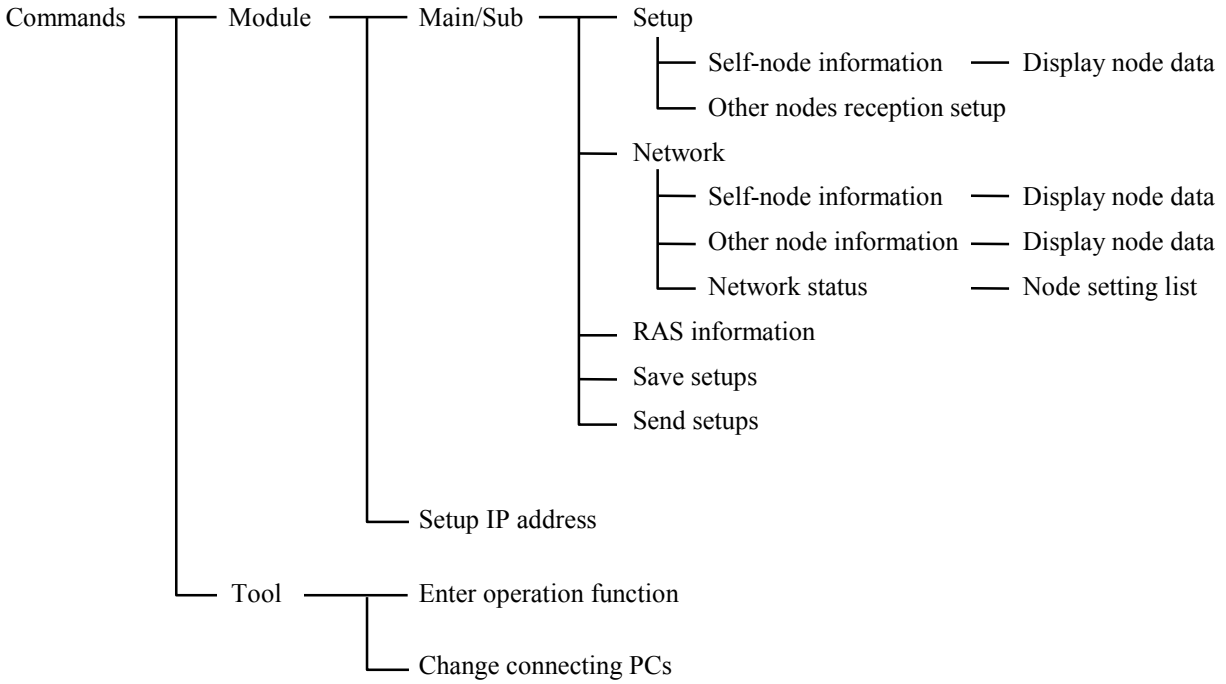 Commands Module Main/Sub Setup
Self-node information Display node data
Other nodes reception setup
Network
Self-node information Display node data
Other node information Display node data
Network status Node setting list
RAS information
Save setups
Send setups
Setup IP address
Tool Enter operation function
Change connecting PCs